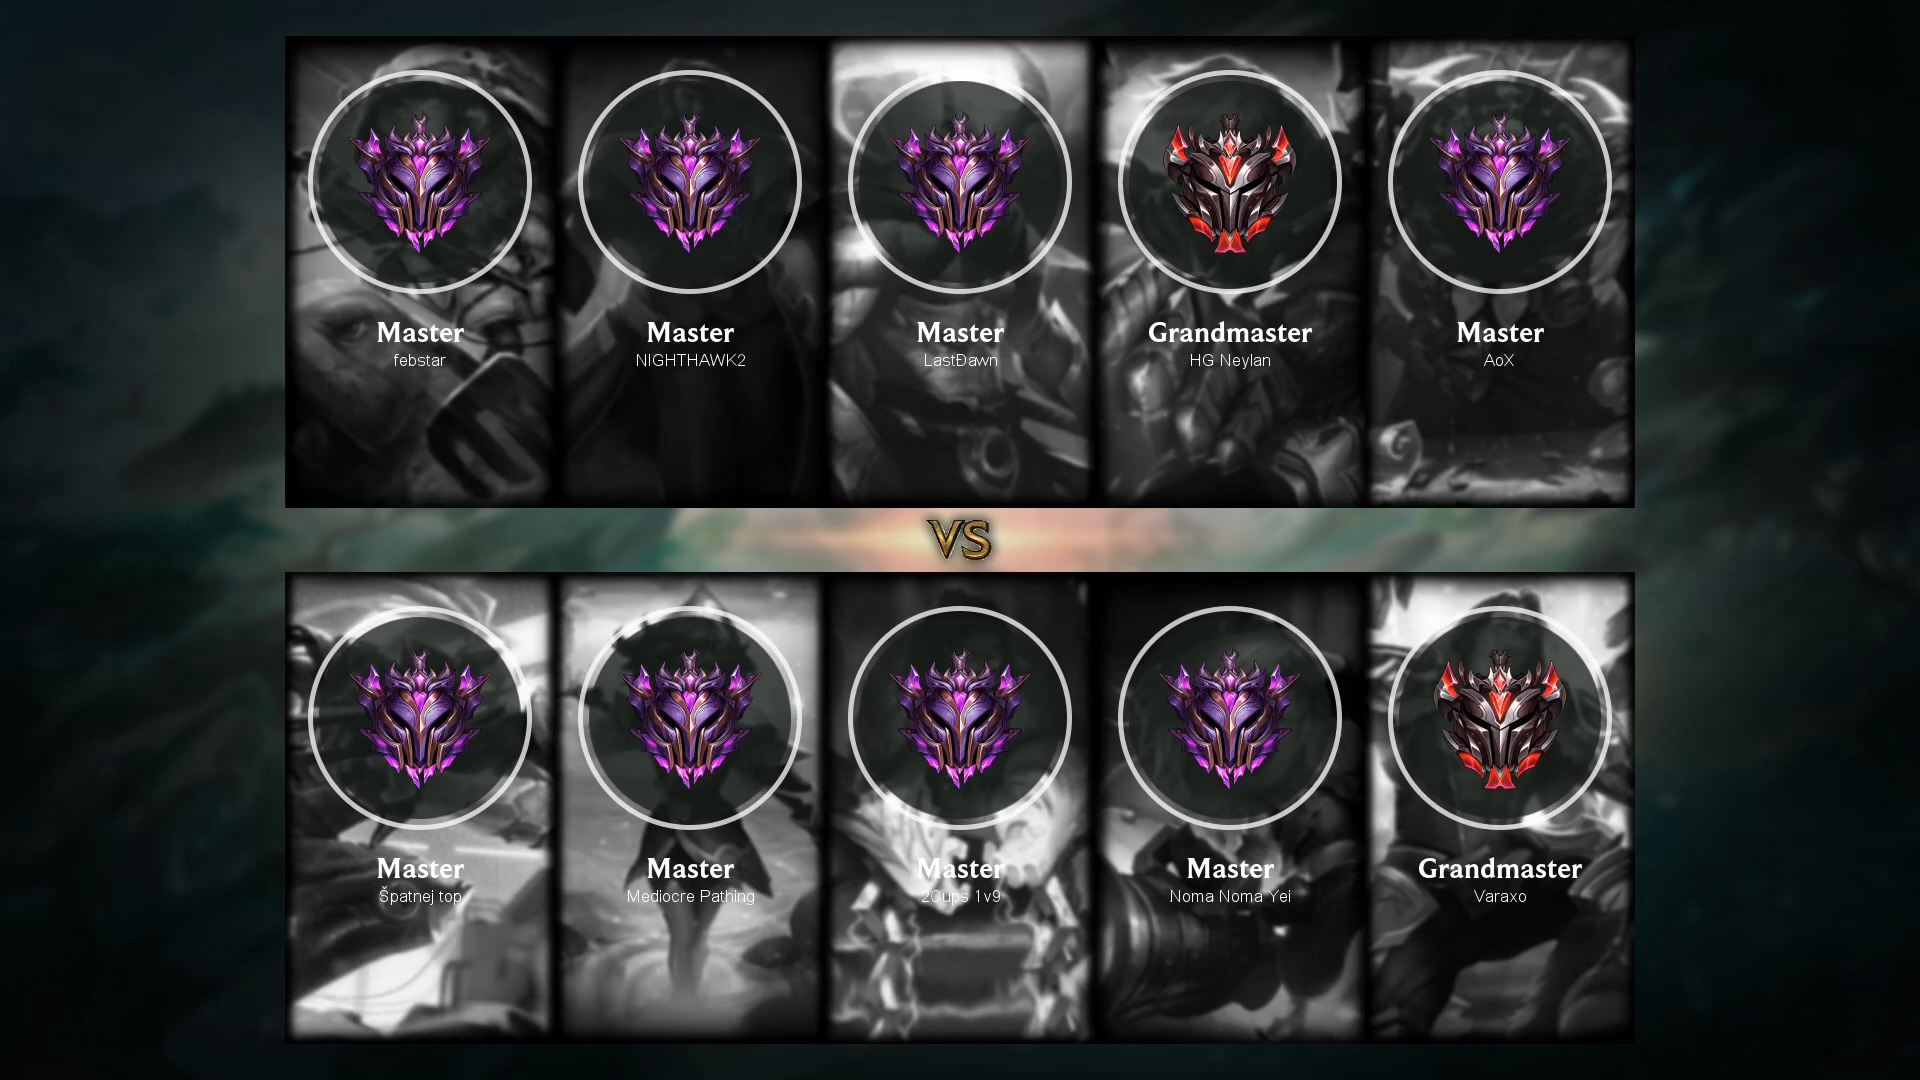 Master
febstar
Master
NIGHTHAWK2
Master
LastĐawn
Grandmaster
HG Neylan
Master
AoX
VS
Master
Špatnej top
Master
Mediocre Pathing
Master
2Cups 1v9
Master
Noma Noma Yei
Grandmaster
Varaxo